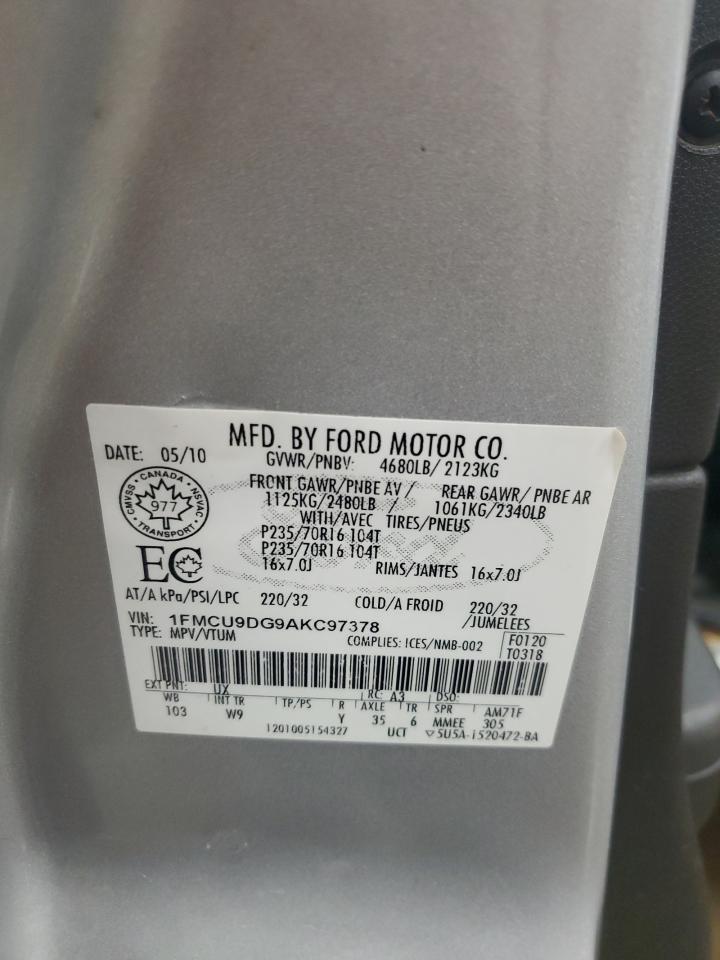 MFD. BY FORD MOTOR CO.
DATE: 05/10
GVWR/PNBV: 4680LB/ 2123KG
FRONT GAWR/PNBE AV / REAR GAWR/ PNBE AR
1125KG/2480LB / 1061KG/2340LB
WITH/AVEC TIRES/PNEUS
P235/70R16 104T
P235/70R16 104T
16x7.0J RIMS/JANTES 16x7.0J
CMVSS · CANADA · NSVAC
977
TRANSPORT
EC
AT/A kPa/PSI/LPC 220/32 COLD/A FROID 220/32
/JUMELEES
VIN: 1FMCU9DG9AKC97378
TYPE: MPV/VTUM COMPLIES: ICES/NMB-002
F0120
T0318
EXT PNT: UX RC: A3 DSO:
WB INT TR TP/PS R AXLE TR SPR AM71F
103 W9 Y 35 6 MMEE 305
1201005154327 UCT ▽5U5A-1520472-BA